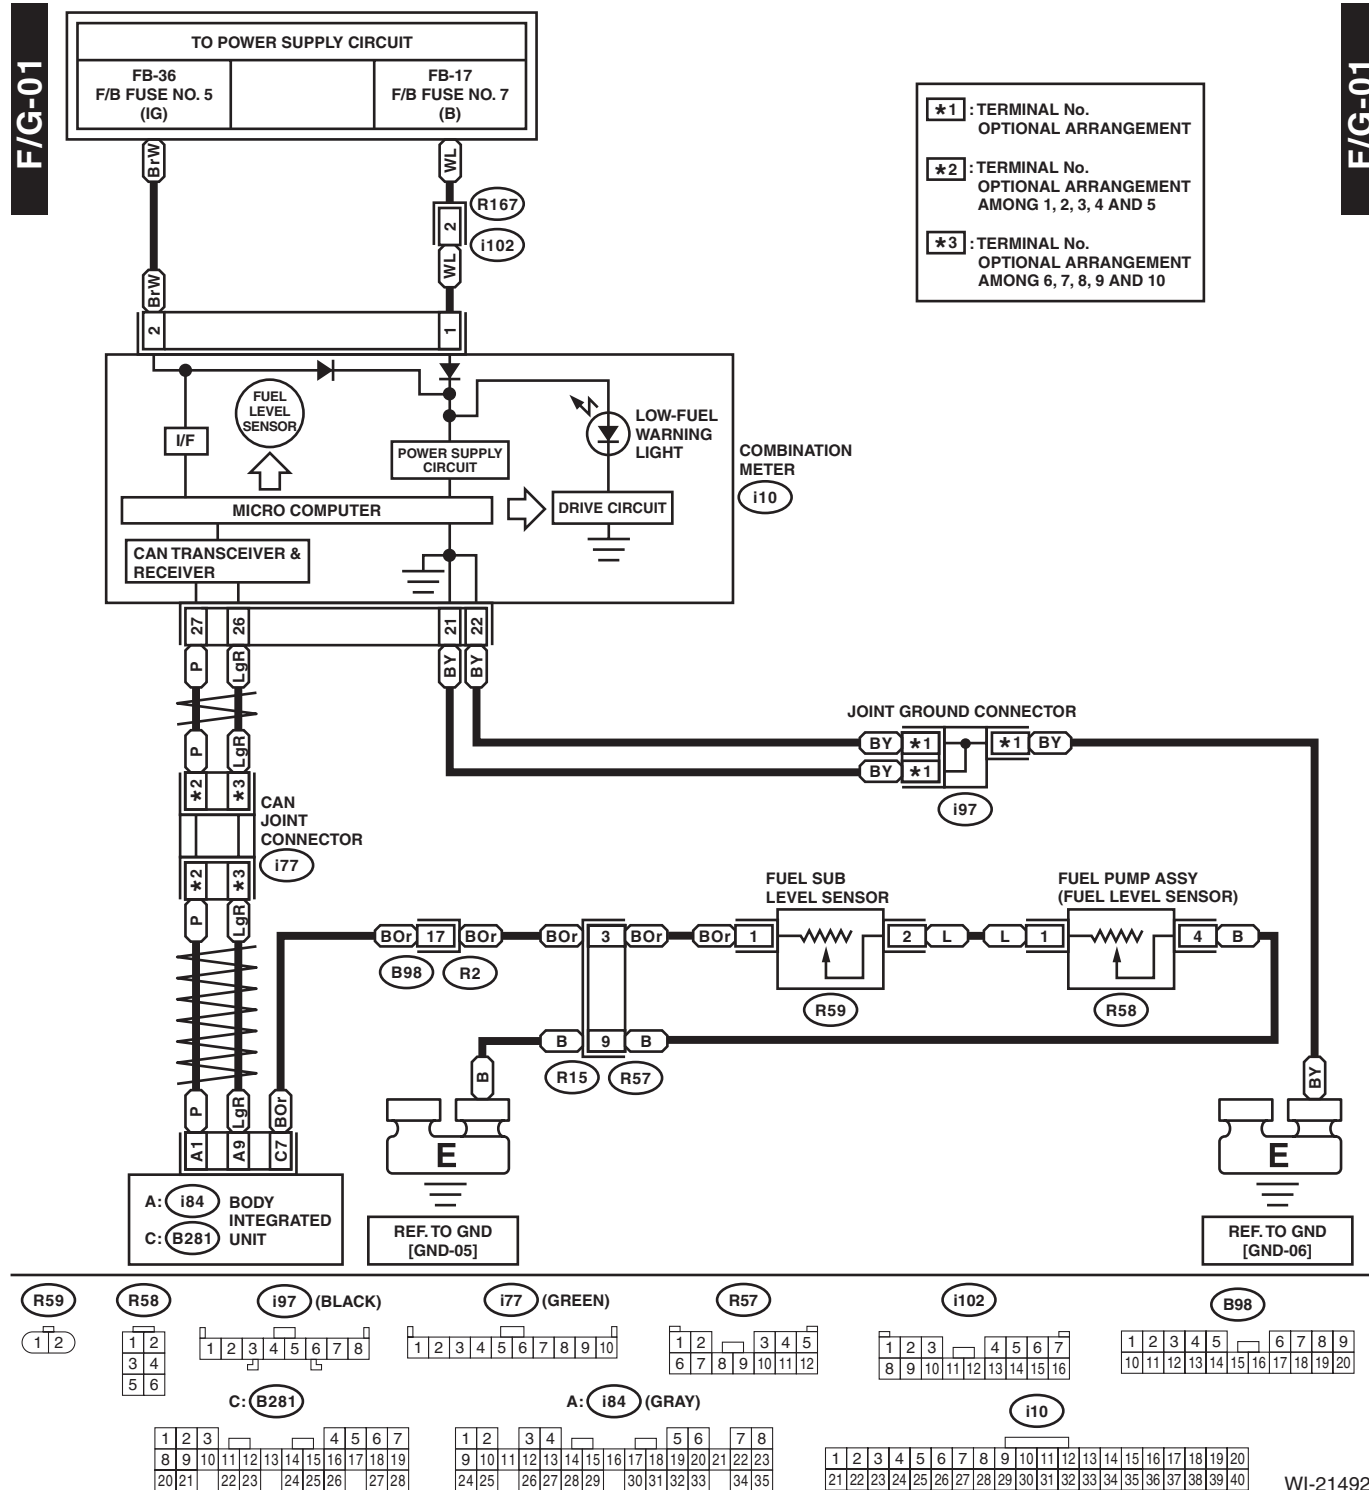 F/G-01
F/G-01
TO POWER SUPPLY CIRCUIT
FB-36
F/B FUSE NO. 5
(IG)
FB-17
F/B FUSE NO. 7
(B)
*1 : TERMINAL No.
OPTIONAL ARRANGEMENT
*2 : TERMINAL No.
OPTIONAL ARRANGEMENT
AMONG 1, 2, 3, 4 AND 5
*3 : TERMINAL No.
OPTIONAL ARRANGEMENT
AMONG 6, 7, 8, 9 AND 10
BrW
WL
R167
2
i102
BrW
WL
2
1
FUEL
LEVEL
SENSOR
I/F
POWER SUPPLY
CIRCUIT
LOW-FUEL
WARNING
LIGHT
COMBINATION
METER
i10
MICRO COMPUTER
DRIVE CIRCUIT
CAN TRANSCEIVER &
RECEIVER
27
26
21
22
P
LgR
BY
BY
P
LgR
*2
*3
CAN
JOINT
CONNECTOR
i77
*2
*3
P
LgR
JOINT GROUND CONNECTOR
BY *1
*1 BY
BY *1
i97
FUEL SUB
LEVEL SENSOR
FUEL PUMP ASSY
(FUEL LEVEL SENSOR)
BOr 17 BOr
BOr 3 BOr
BOr 1
2 L
L 1
4 B
B98
R2
R59
R58
B 9 B
R15
R57
B
BY
P
LgR
BOr
A1
A9
C7
A: i84
C: B281
BODY
INTEGRATED
UNIT
E
REF. TO GND
[GND-05]
E
REF. TO GND
[GND-06]
R59
1 2
R58
1 2
3 4
5 6
i97 (BLACK)
1 2 3 4 5 6 7 8
i77 (GREEN)
1 2 3 4 5 6 7 8 9 10
R57
1 2 3 4 5
6 7 8 9 10 11 12
i102
1 2 3 4 5 6 7
8 9 10 11 12 13 14 15 16
B98
1 2 3 4 5 6 7 8 9
10 11 12 13 14 15 16 17 18 19 20
C: B281
1 2 3 4 5 6 7
8 9 10 11 12 13 14 15 16 17 18 19
20 21 22 23 24 25 26 27 28
A: i84 (GRAY)
1 2 3 4 5 6 7 8
9 10 11 12 13 14 15 16 17 18 19 20 21 22 23
24 25 26 27 28 29 30 31 32 33 34 35
i10
1 2 3 4 5 6 7 8 9 10 11 12 13 14 15 16 17 18 19 20
21 22 23 24 25 26 27 28 29 30 31 32 33 34 35 36 37 38 39 40
WI-21492